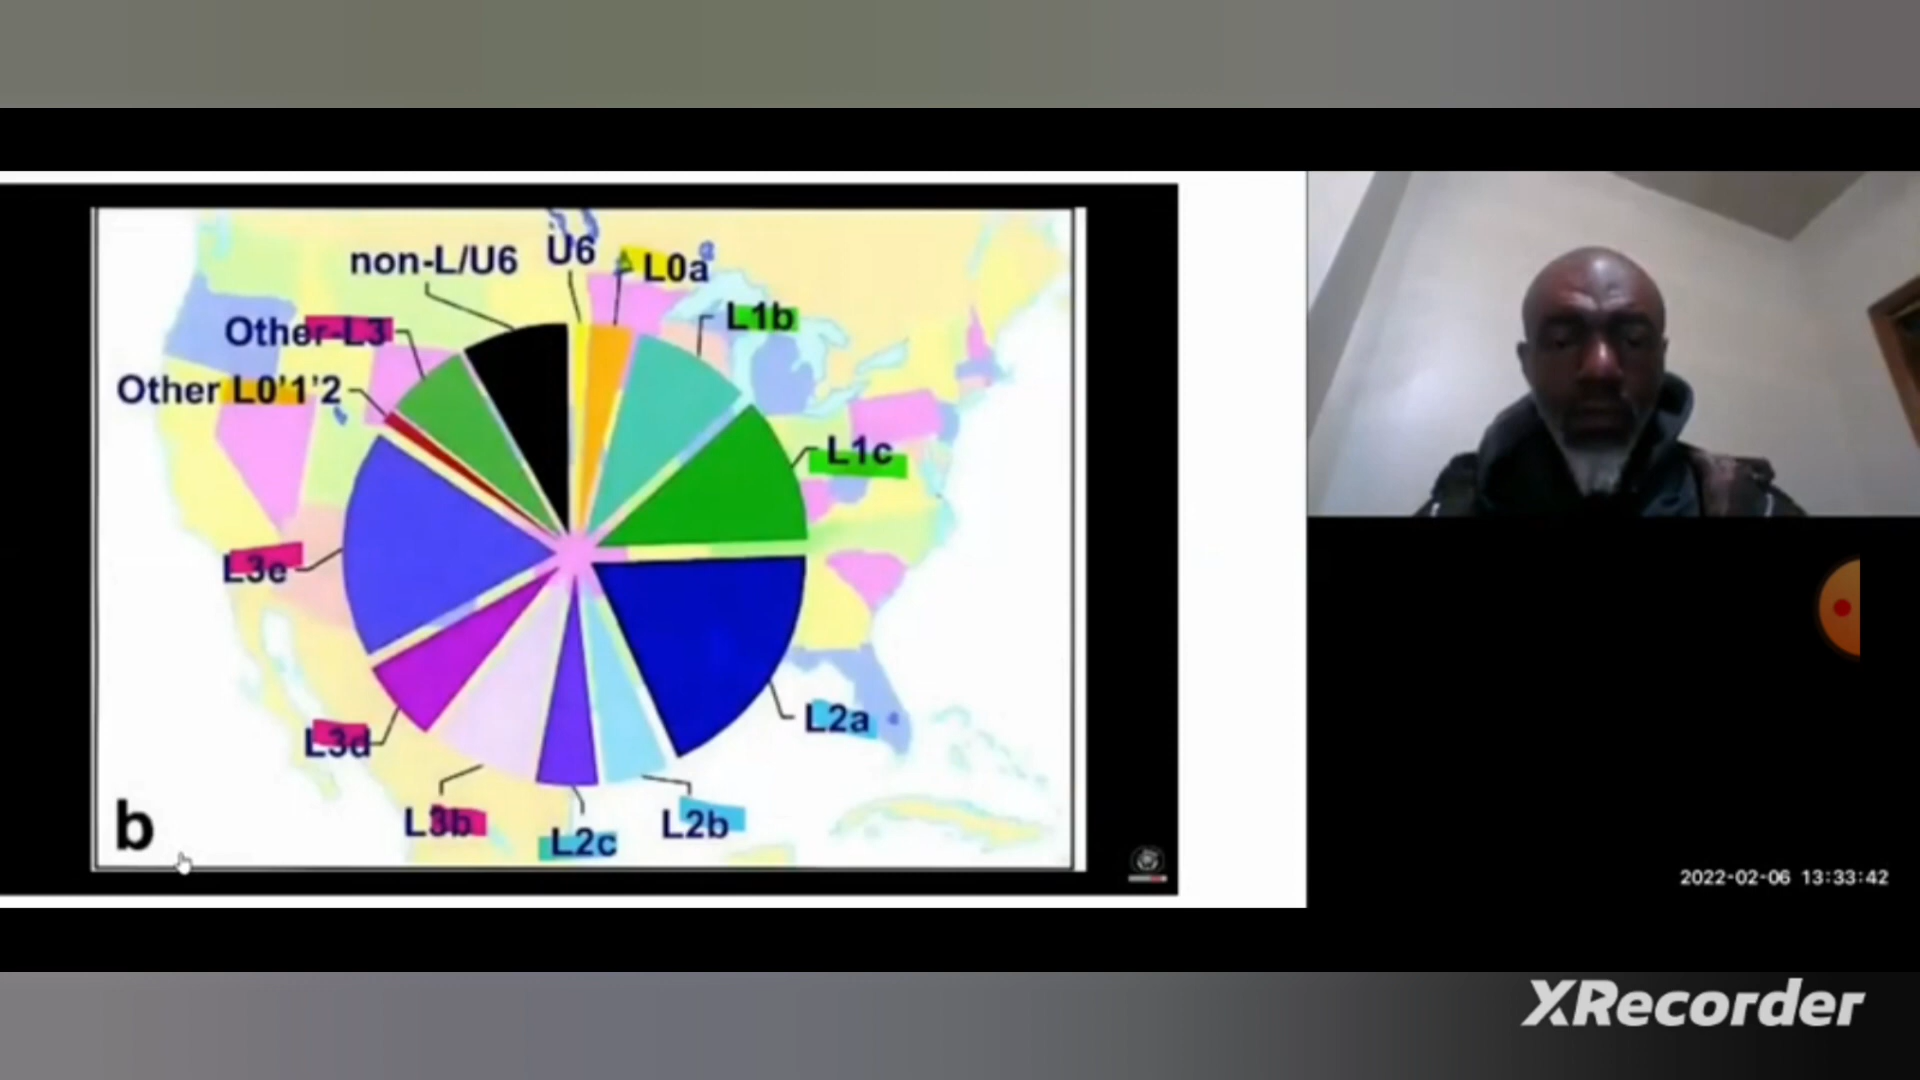 non-L/U6
U6
L0a
L1b
Other-L3
Other L0'1'2
L1c
L3e
L2a
L3d
L3b
L2c
L2b
b
2022-02-06 13:33:42
XRecorder